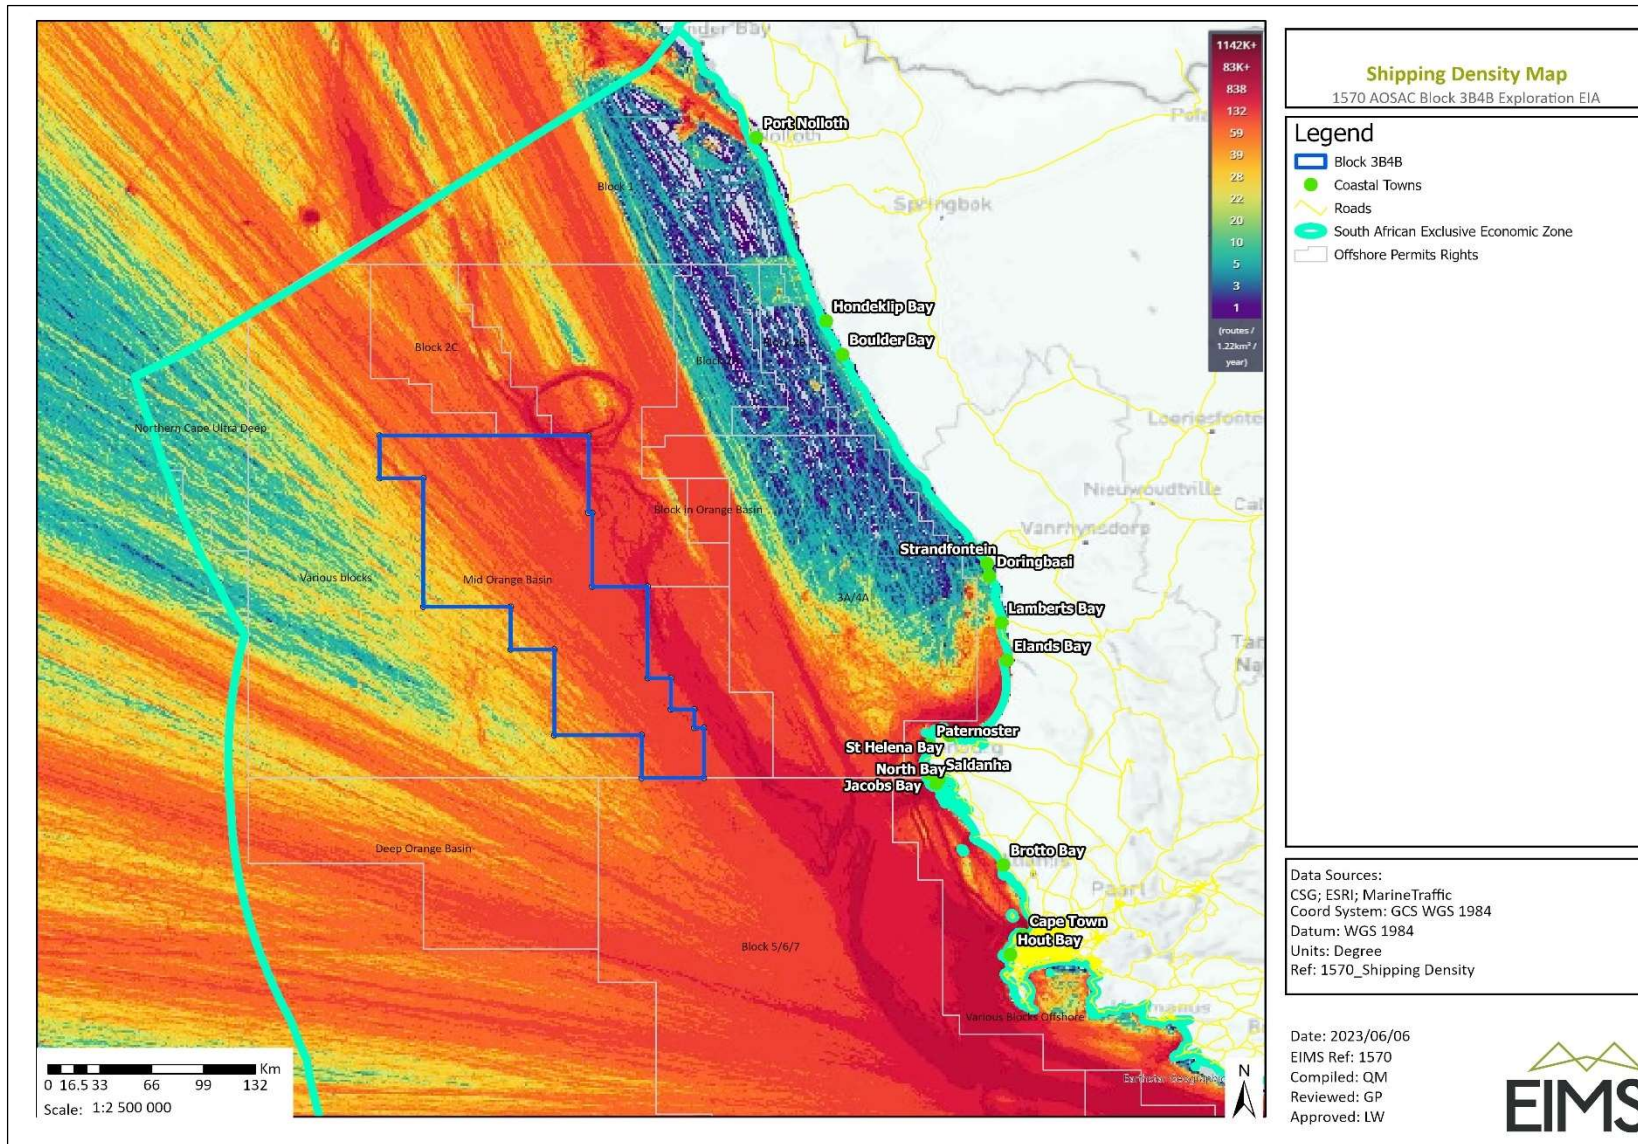 Shipping Density Map
1570 AOSAC Block 3B4B Exploration EIA
Legend
Block 3B4B
Coastal Towns
Roads
South African Exclusive Economic Zone
Offshore Permits Rights
1142K+
83K+
838
132
59
39
28
22
20
10
5
3
1
(routes /
1.22km² /
year)
Port Nolloth
Block 1
Springbok
Hondeklip Bay
Boulder Bay
Block 2C
Northern Cape Ultra Deep
Nieuwoudtville
Block In Orange Basin
Vanrhynsdorp
Strandfontein
Doringbaai
Various blocks
Mid Orange Basin
3A/4A
Lamberts Bay
Elands Bay
Paternoster
St Helena Bay
Saldanha
North Bay
Jacobs Bay
Deep Orange Basin
Brotto Bay
Paarl
Cape Town
Hout Bay
Block 5/6/7
Various Blocks Offshore
Km
0 16.5 33 66 99 132
Scale: 1:2 500 000
N
Data Sources:
CSG; ESRI; MarineTraffic
Coord System: GCS WGS 1984
Datum: WGS 1984
Units: Degree
Ref: 1570_Shipping Density
Date: 2023/06/06
EIMS Ref: 1570
Compiled: QM
Reviewed: GP
Approved: LW
EIMS